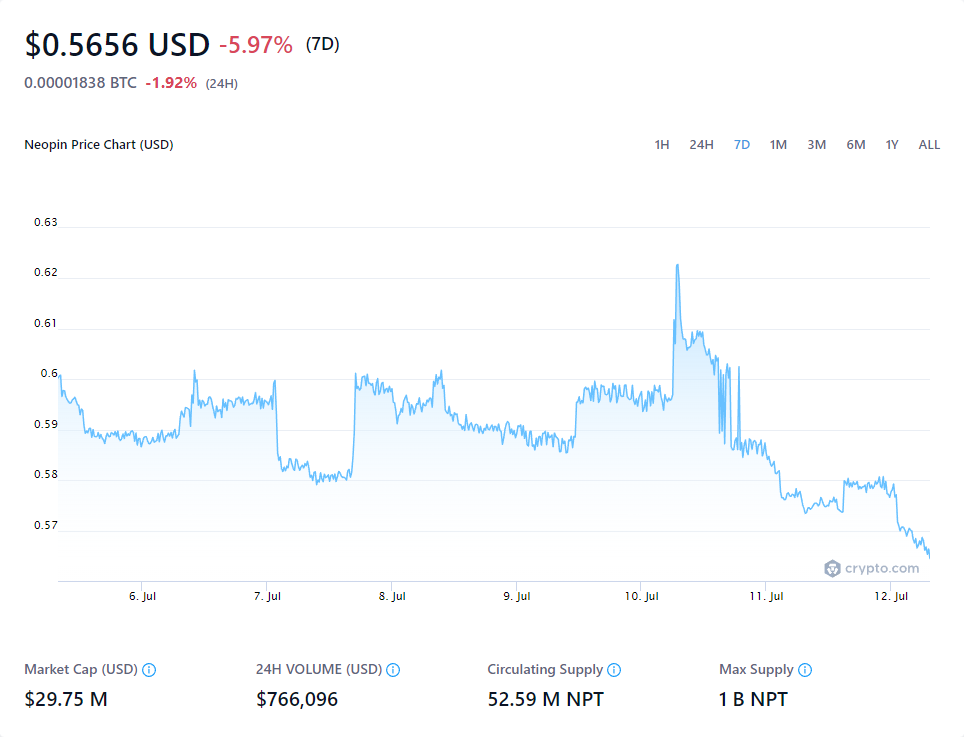 $0.5656 USD -5.97% (7D)
0.00001838 BTC -1.92% (24H)
Neopin Price Chart (USD) 1H 24H 7D 1M 3M 6M 1Y ALL
0.63
0.62
0.61
0.6
0.59
0.58
0.57
crypto.com
6. Jul 7. Jul 8. Jul 9. Jul 10. Jul 11. Jul 12. Jul
Market Cap (USD) 24H VOLUME (USD) Circulating Supply Max Supply
$29.75 M $766,096 52.59 M NPT 1 B NPT